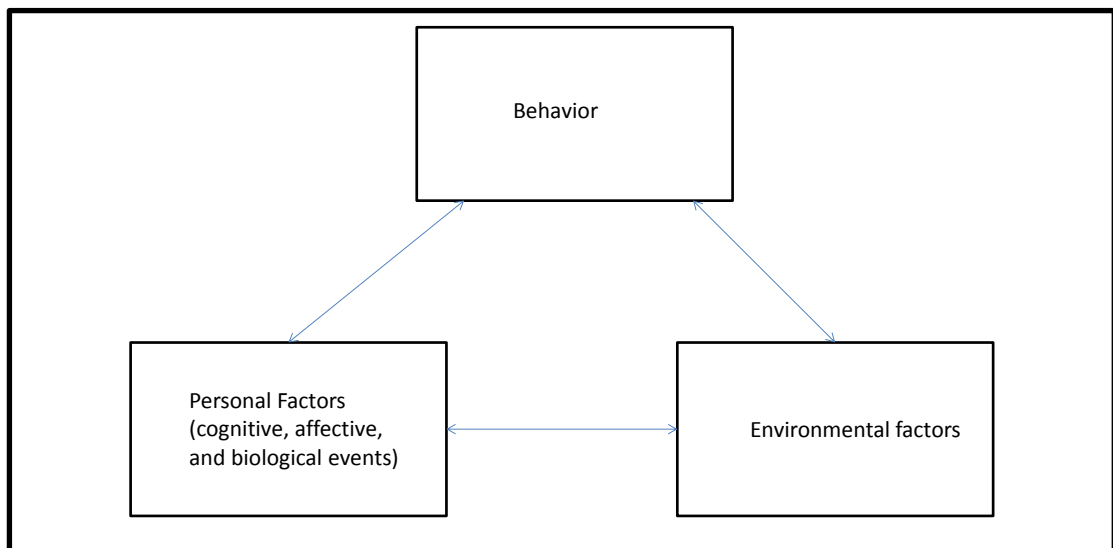 Behavior
Personal Factors
(cognitive, affective,
and biological events)
Environmental factors